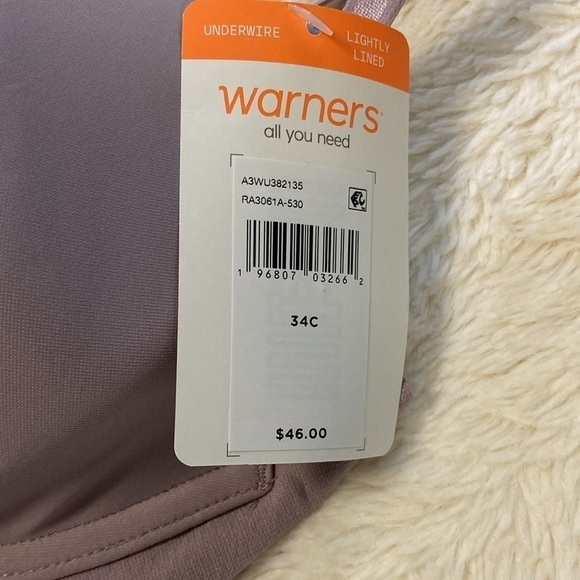 UNDERWIRE
LIGHTLY
LINED
warners
all you need
A3WU382135
RA3061A-530
1 96807 03266 2
34C
$46.00